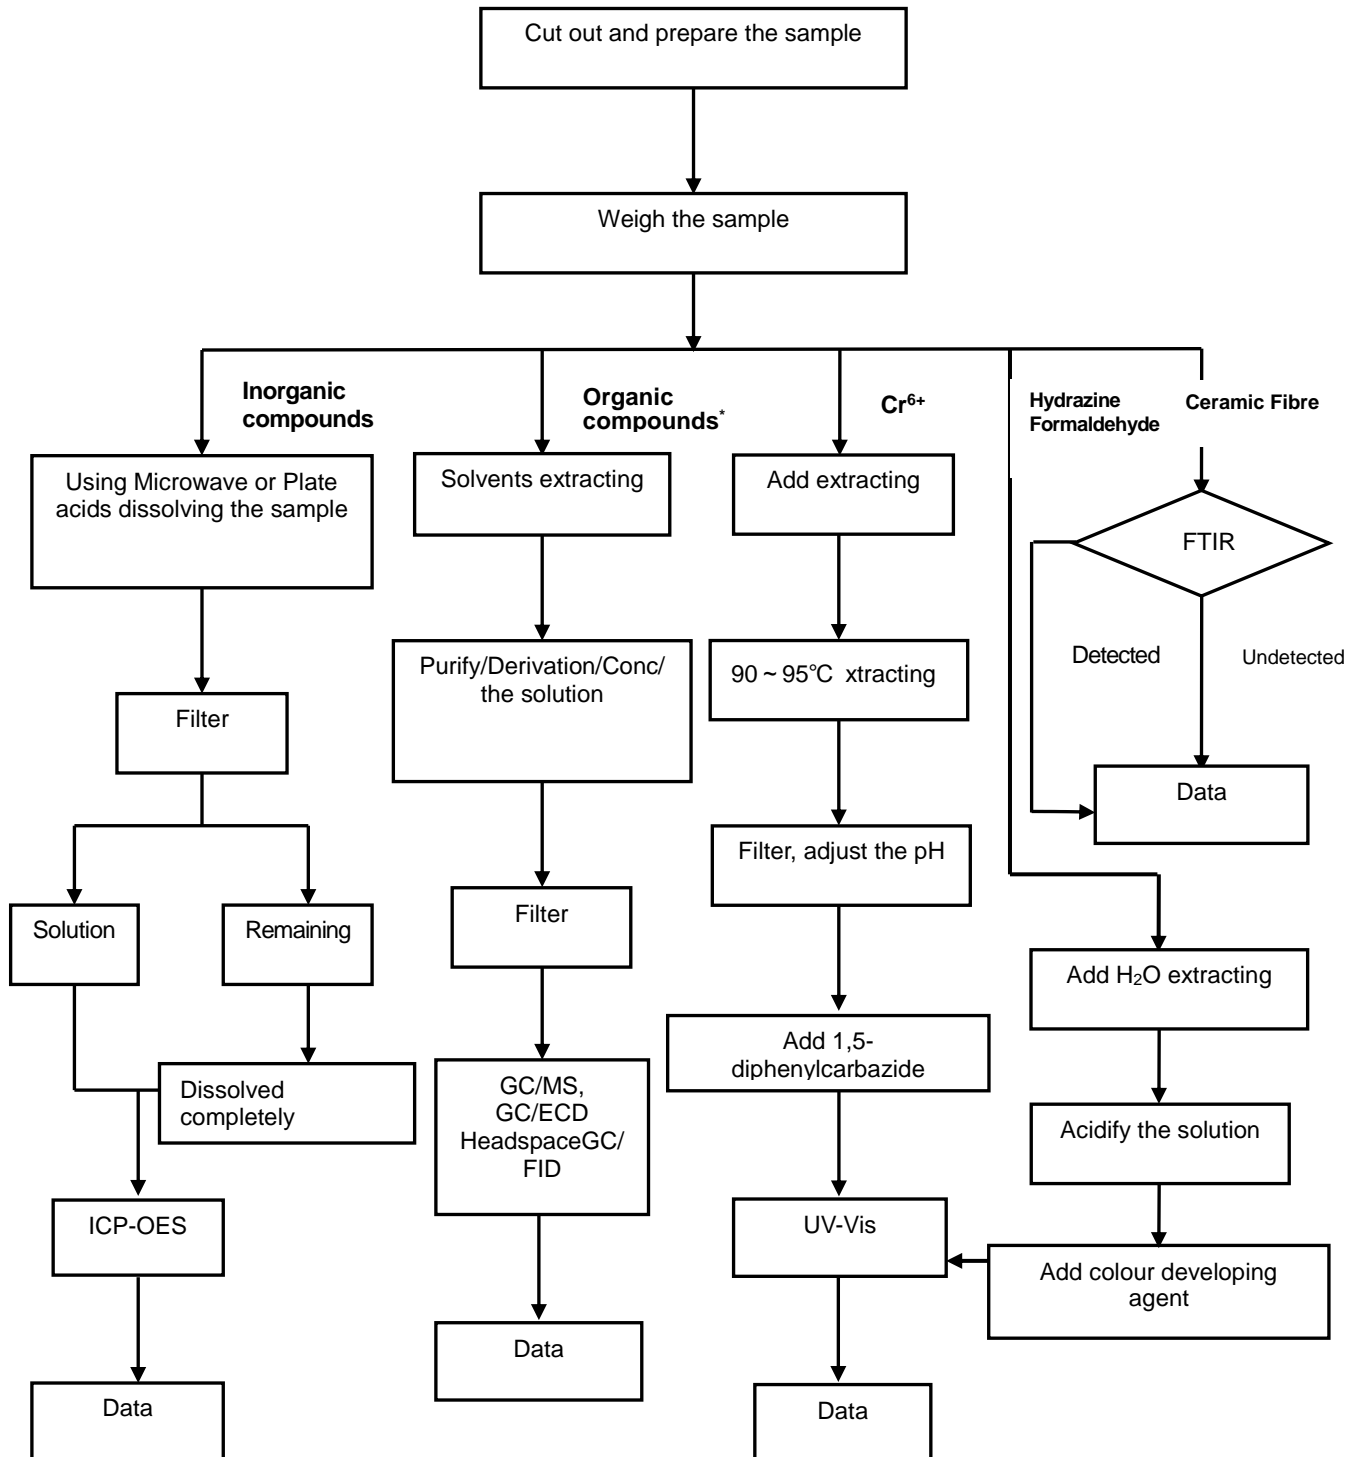 Cut out and prepare the sample
Weigh the sample
Inorganic
compounds
Organic
compounds*
Cr⁶⁺
Hydrazine
Formaldehyde
Ceramic Fibre
Using Microwave or Plate
acids dissolving the sample
Solvents extracting
Add extracting
FTIR
Purify/Derivation/Conc/
the solution
90 ~ 95℃ xtracting
Detected
Undetected
Filter
Data
Filter, adjust the pH
Solution
Remaining
Filter
Add H₂O extracting
Add 1,5-
diphenylcarbazide
Dissolved
completely
GC/MS,
GC/ECD
HeadspaceGC/
FID
Acidify the solution
ICP-OES
UV-Vis
Add colour developing
agent
Data
Data
Data